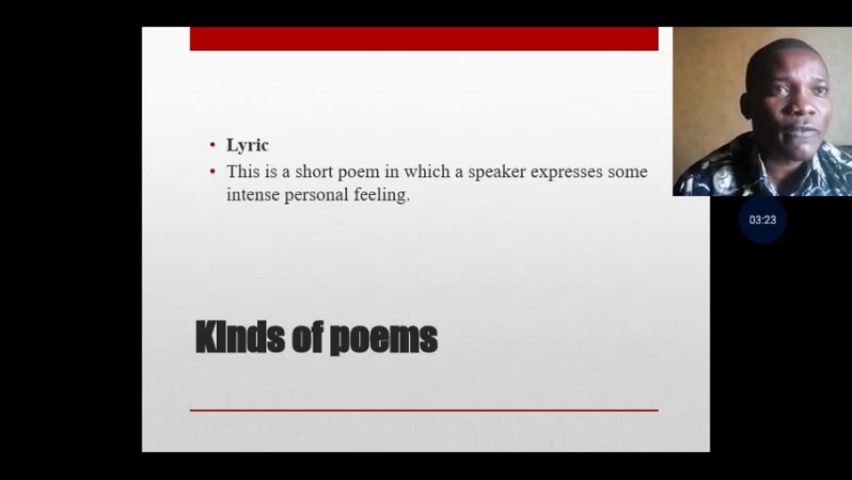 Lyric
This is a short poem in which a speaker expresses some
intense personal feeling.
03:23
KInds of poems